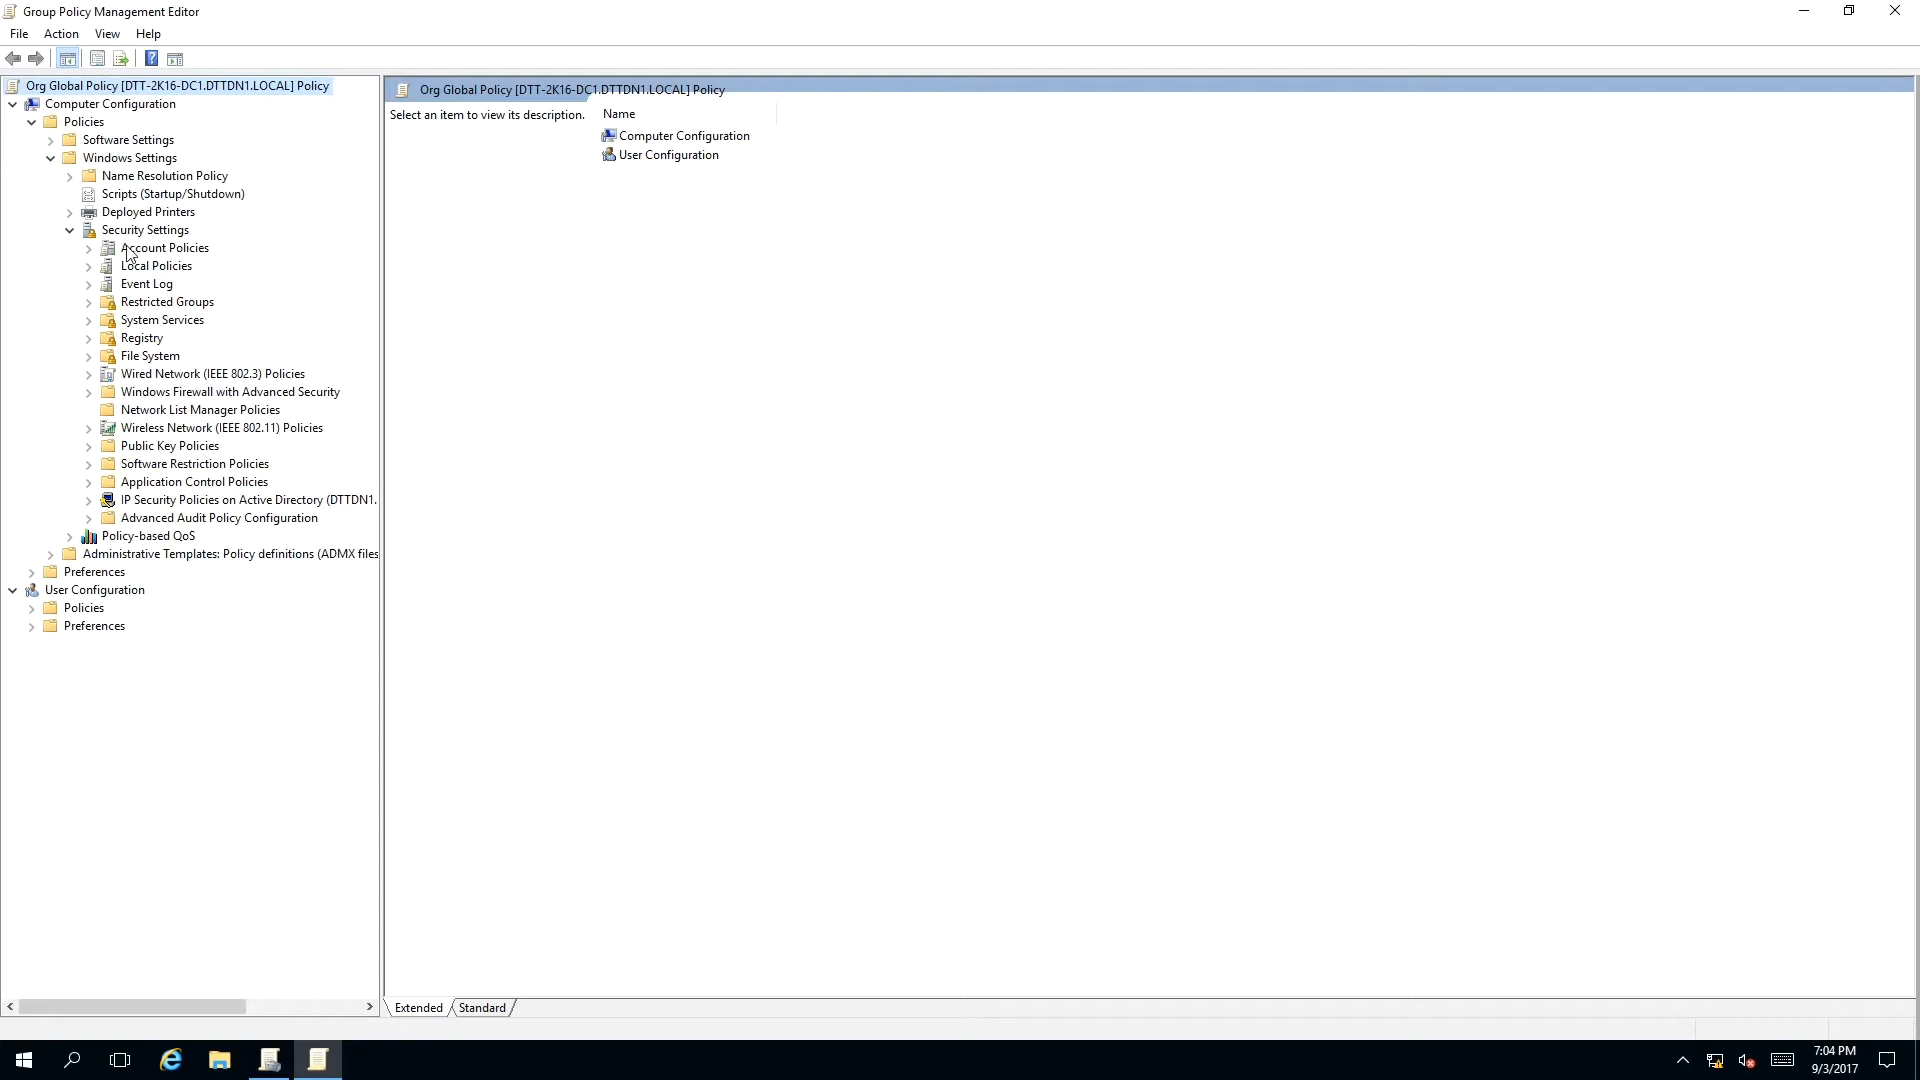 Group Policy Management Editor
File Action View Help
Org Global Policy [DTT-2K16-DC1.DTTDN1.LOCAL] Policy
Computer Configuration
Policies
Software Settings
Windows Settings
Name Resolution Policy
Scripts (Startup/Shutdown)
Deployed Printers
Security Settings
Account Policies
Local Policies
Event Log
Restricted Groups
System Services
Registry
File System
Wired Network (IEEE 802.3) Policies
Windows Firewall with Advanced Security
Network List Manager Policies
Wireless Network (IEEE 802.11) Policies
Public Key Policies
Software Restriction Policies
Application Control Policies
IP Security Policies on Active Directory (DTTDN1.
Advanced Audit Policy Configuration
Policy-based QoS
Administrative Templates: Policy definitions (ADMX files
Preferences
User Configuration
Policies
Preferences
Org Global Policy [DTT-2K16-DC1.DTTDN1.LOCAL] Policy
Select an item to view its description.
Name
Computer Configuration
User Configuration
Extended Standard
7:04 PM
9/3/2017